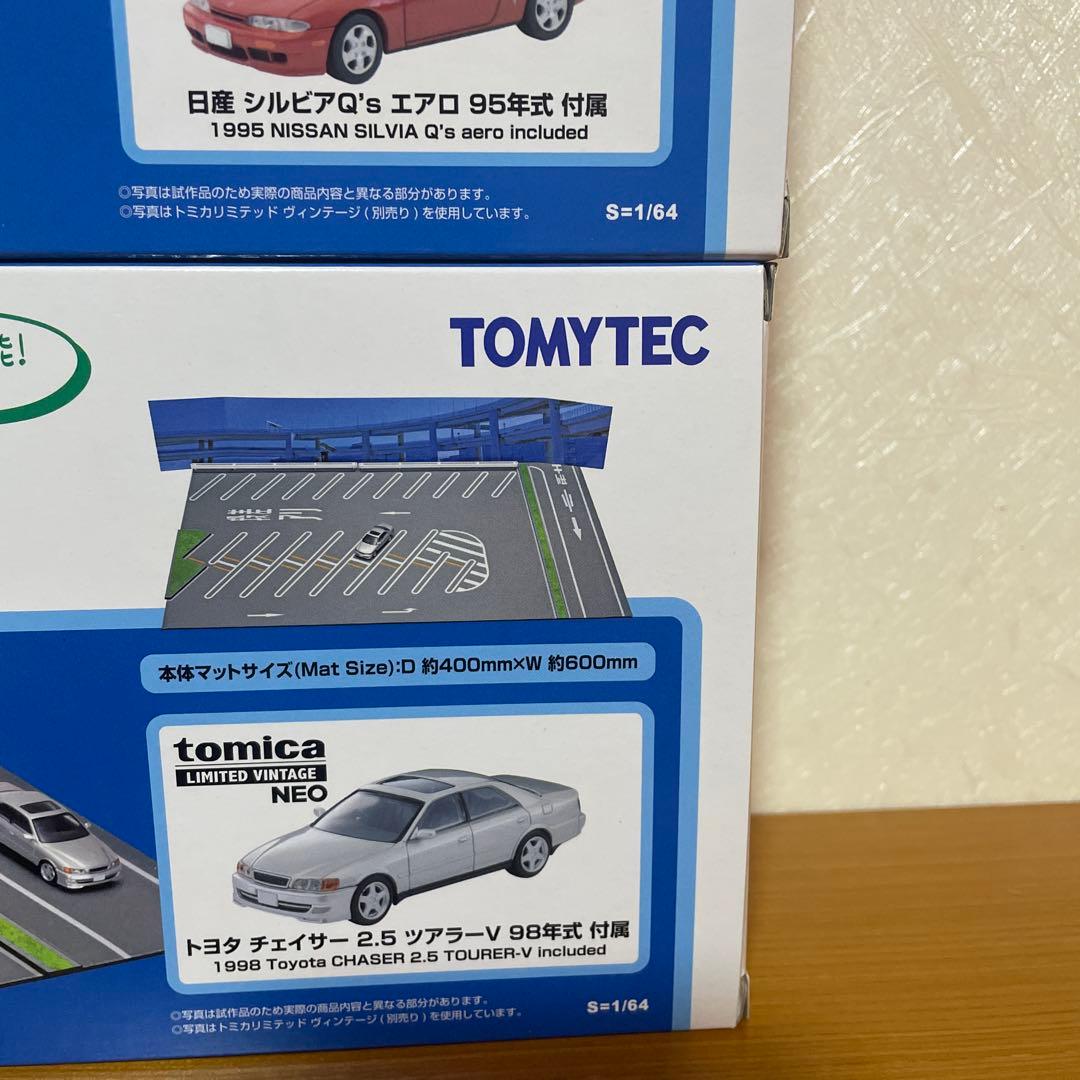 日産 シルビアQ's エアロ 95年式 付属
1995 NISSAN SILVIA Q's aero included
◎写真は試作品のため実際の商品内容と異なる部分があります。
◎写真はトミカリミテッド ヴィンテージ(別売り)を使用しています。
S=1/64
能!
TOMYTEC
本体マットサイズ(Mat Size):D 約400mm×W 約600mm
tomica
LIMITED VINTAGE
NEO
トヨタ チェイサー 2.5 ツアラーV 98年式 付属
1998 Toyota CHASER 2.5 TOURER-V included
◎写真は試作品のため実際の商品内容と異なる部分があります。
◎写真はトミカリミテッド ヴィンテージ(別売り)を使用しています。
S=1/64